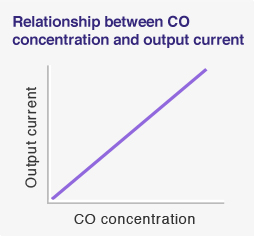 Relationship between CO
concentration and output current
Output current
CO concentration